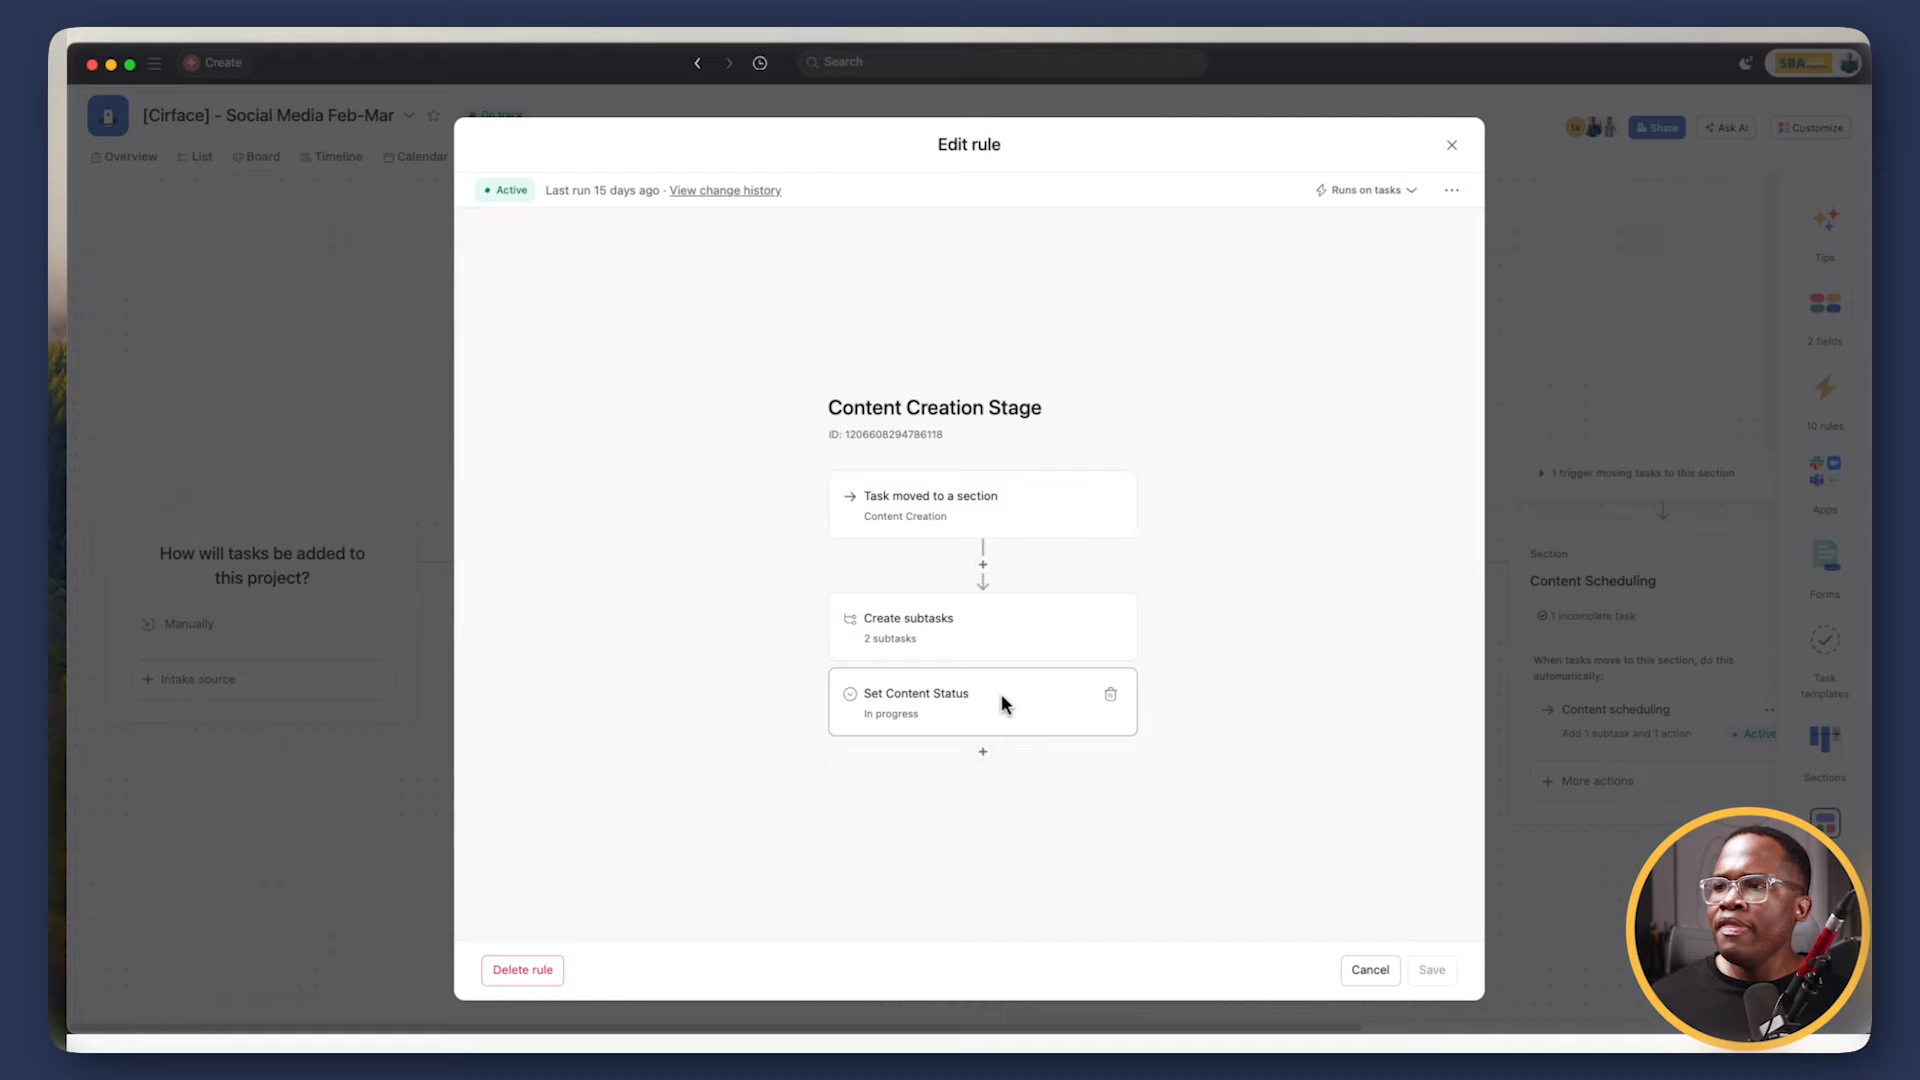 Create
Search
SBA
[Cirface] - Social Media Feb-Mar
On track
1a
Share
Ask AI
Customize
Overview
List
Board
Timeline
Calendar
Edit rule
Active
Last run 15 days ago · View change history
Runs on tasks
Content Creation Stage
ID: 1206608294786118
Task moved to a section
Content Creation
Create subtasks
2 subtasks
Set Content Status
In progress
Delete rule
Cancel
Save
How will tasks be added to
this project?
Manually
Intake source
1 trigger moving tasks to this section
Section
Content Scheduling
1 incomplete task
When tasks move to this section, do this
automatically:
Content scheduling
Add 1 subtask and 1 action
Active
More actions
Tips
2 fields
10 rules
Apps
Forms
Task
templates
Sections